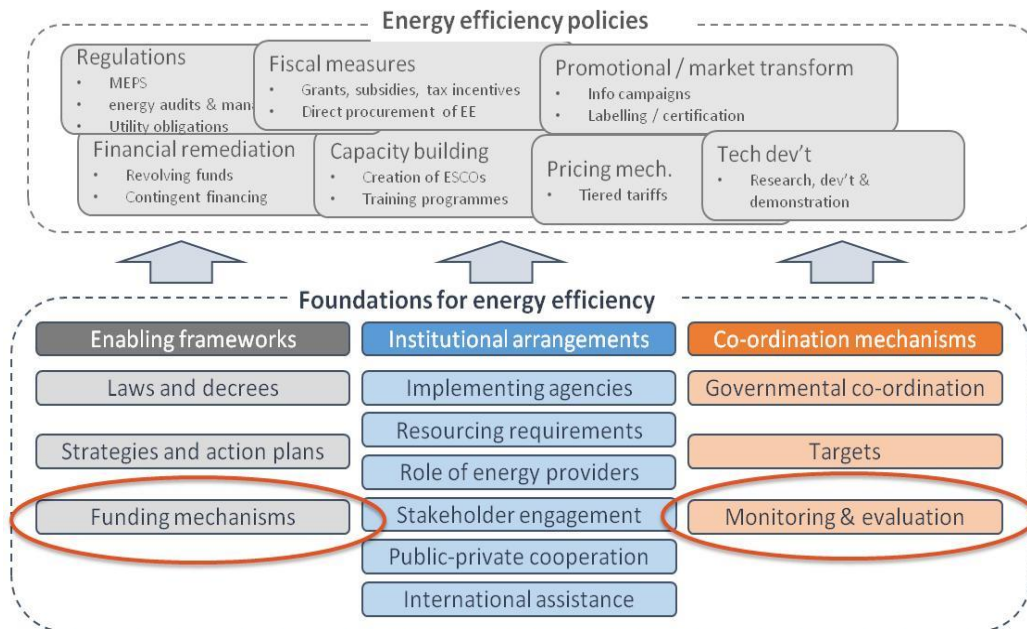 Energy efficiency policies
Regulations
• MEPS
• energy audits & mana
• Utility obligations
Fiscal measures
• Grants, subsidies, tax incentives
• Direct procurement of EE
Promotional / market transform
• Info campaigns
• Labelling / certification
Financial remediation
• Revolving funds
• Contingent financing
Capacity building
• Creation of ESCOs
• Training programmes
Pricing mech.
• Tiered tariffs
Tech dev't
• Research, dev't &
demonstration
Foundations for energy efficiency
Enabling frameworks
Laws and decrees
Strategies and action plans
Funding mechanisms
Institutional arrangements
Implementing agencies
Resourcing requirements
Role of energy providers
Stakeholder engagement
Public-private cooperation
International assistance
Co-ordination mechanisms
Governmental co-ordination
Targets
Monitoring & evaluation